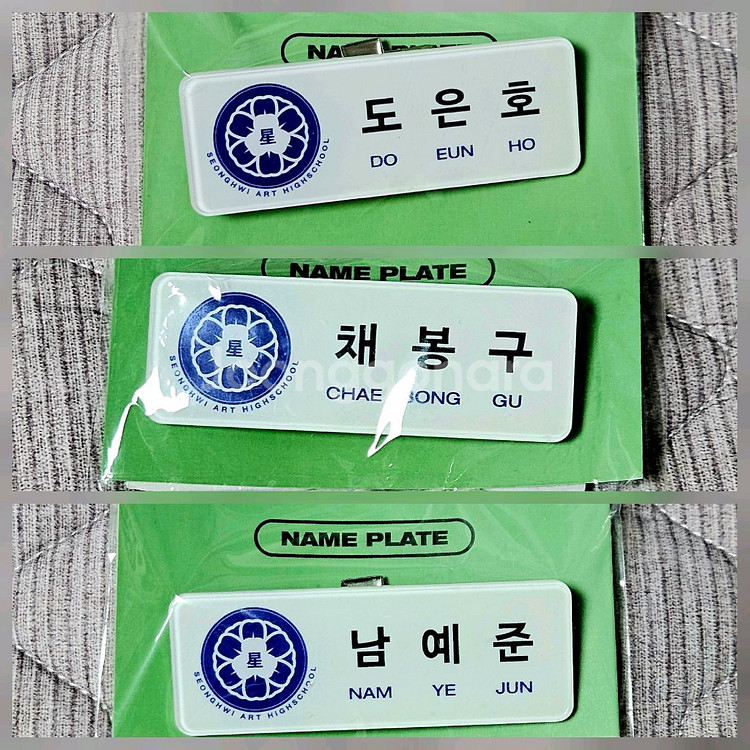 NAME PLATE
星
SEONGHWI ART HIGHSCHOOL
도 은 호
DO EUN HO
NAME PLATE
星
SEONGHWI ART HIGHSCHOOL
채 봉 구
CHAE BONG GU
NAME PLATE
星
SEONGHWI ART HIGHSCHOOL
남 예 준
NAM YE JUN